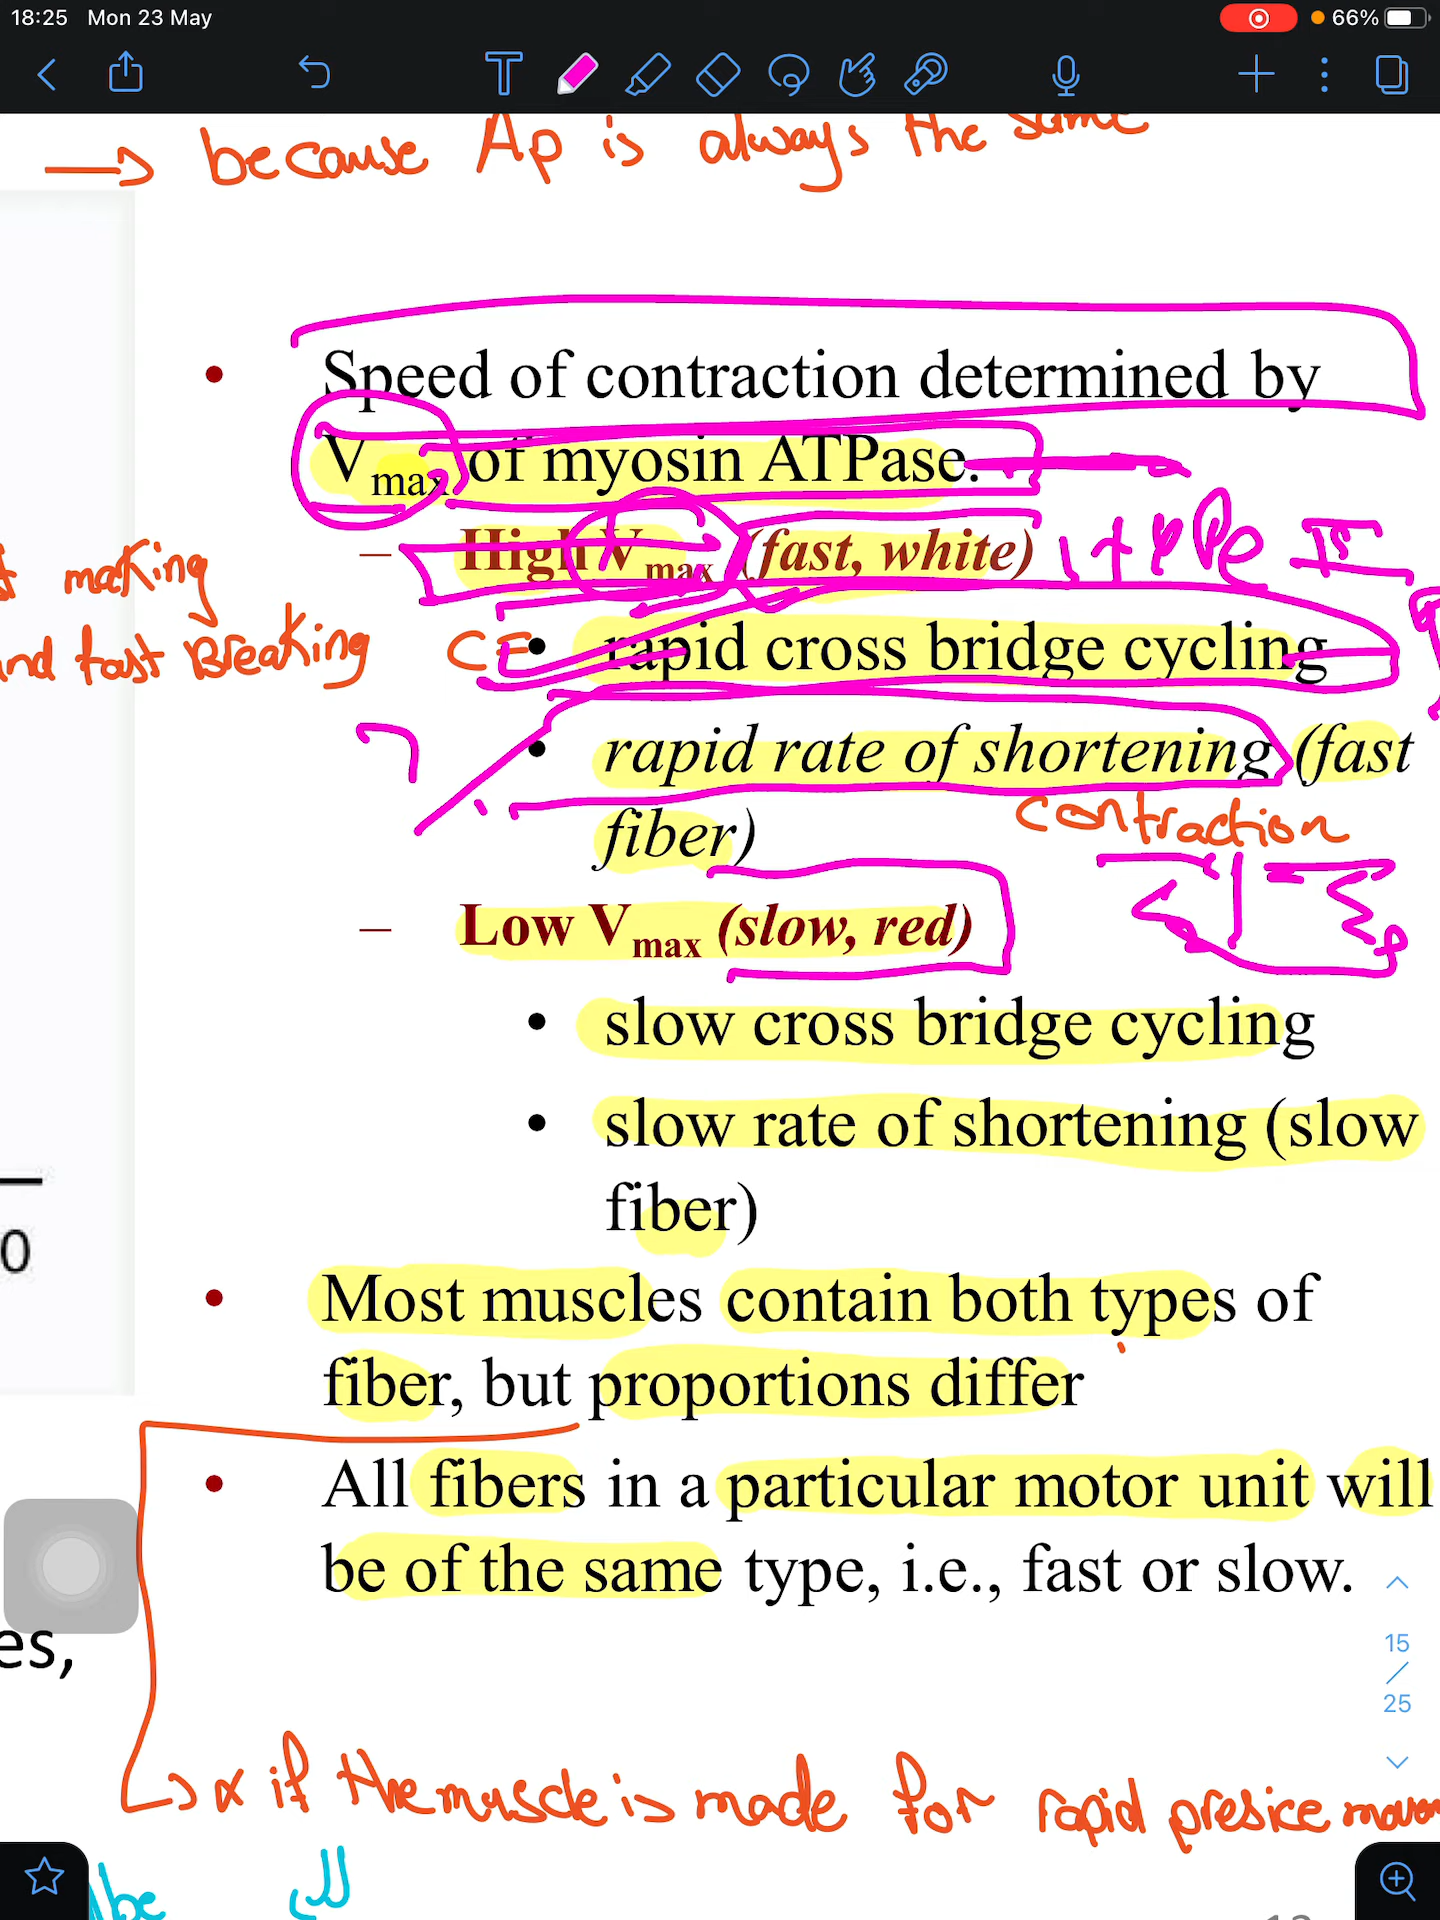 18:25 Mon 23 May
66%
→ because Ap is always the same
• Speed of contraction determined by
Vmax of myosin ATPase.
– High Vmax (fast, white) type II
making
and fast Breaking
• rapid cross bridge cycling
• rapid rate of shortening (fast
fiber)
contraction
– Low Vmax (slow, red)
• slow cross bridge cycling
• slow rate of shortening (slow
fiber)
0
• Most muscles contain both types of
fiber, but proportions differ
• All fibers in a particular motor unit will
be of the same type, i.e., fast or slow.
es,
15
/
25
if the muscle is made for rapid presice
be